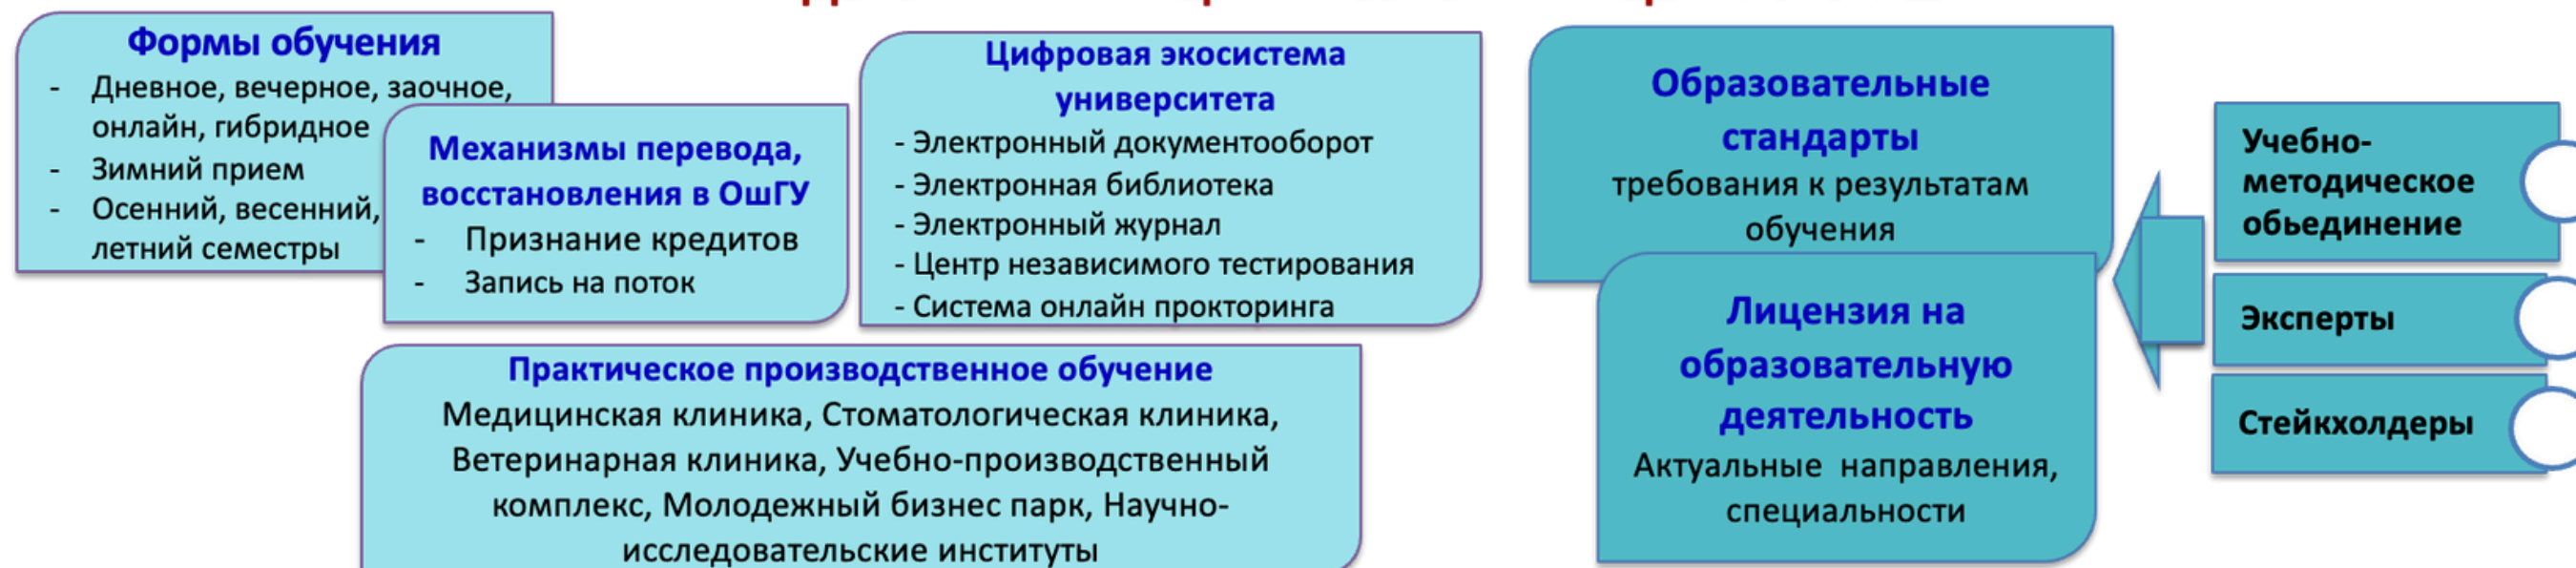 Формы обучения
- Дневное, вечернее, заочное,
онлайн, гибридное
- Зимний прием
- Осенний, весенний,
летний семестры
Механизмы перевода,
восстановления в ОшГУ
- Признание кредитов
- Запись на поток
Цифровая экосистема
университета
- Электронный документооборот
- Электронная библиотека
- Электронный журнал
- Центр независимого тестирования
- Система онлайн прокторинга
Практическое производственное обучение
Медицинская клиника, Стоматологическая клиника,
Ветеринарная клиника, Учебно-производственный
комплекс, Молодежный бизнес парк, Научно-
исследовательские институты
Образовательные
стандарты
требования к результатам
обучения
Лицензия на
образовательную
деятельность
Актуальные направления,
специальности
Учебно-
методическое
обьединение
Эксперты
Стейкхолдеры